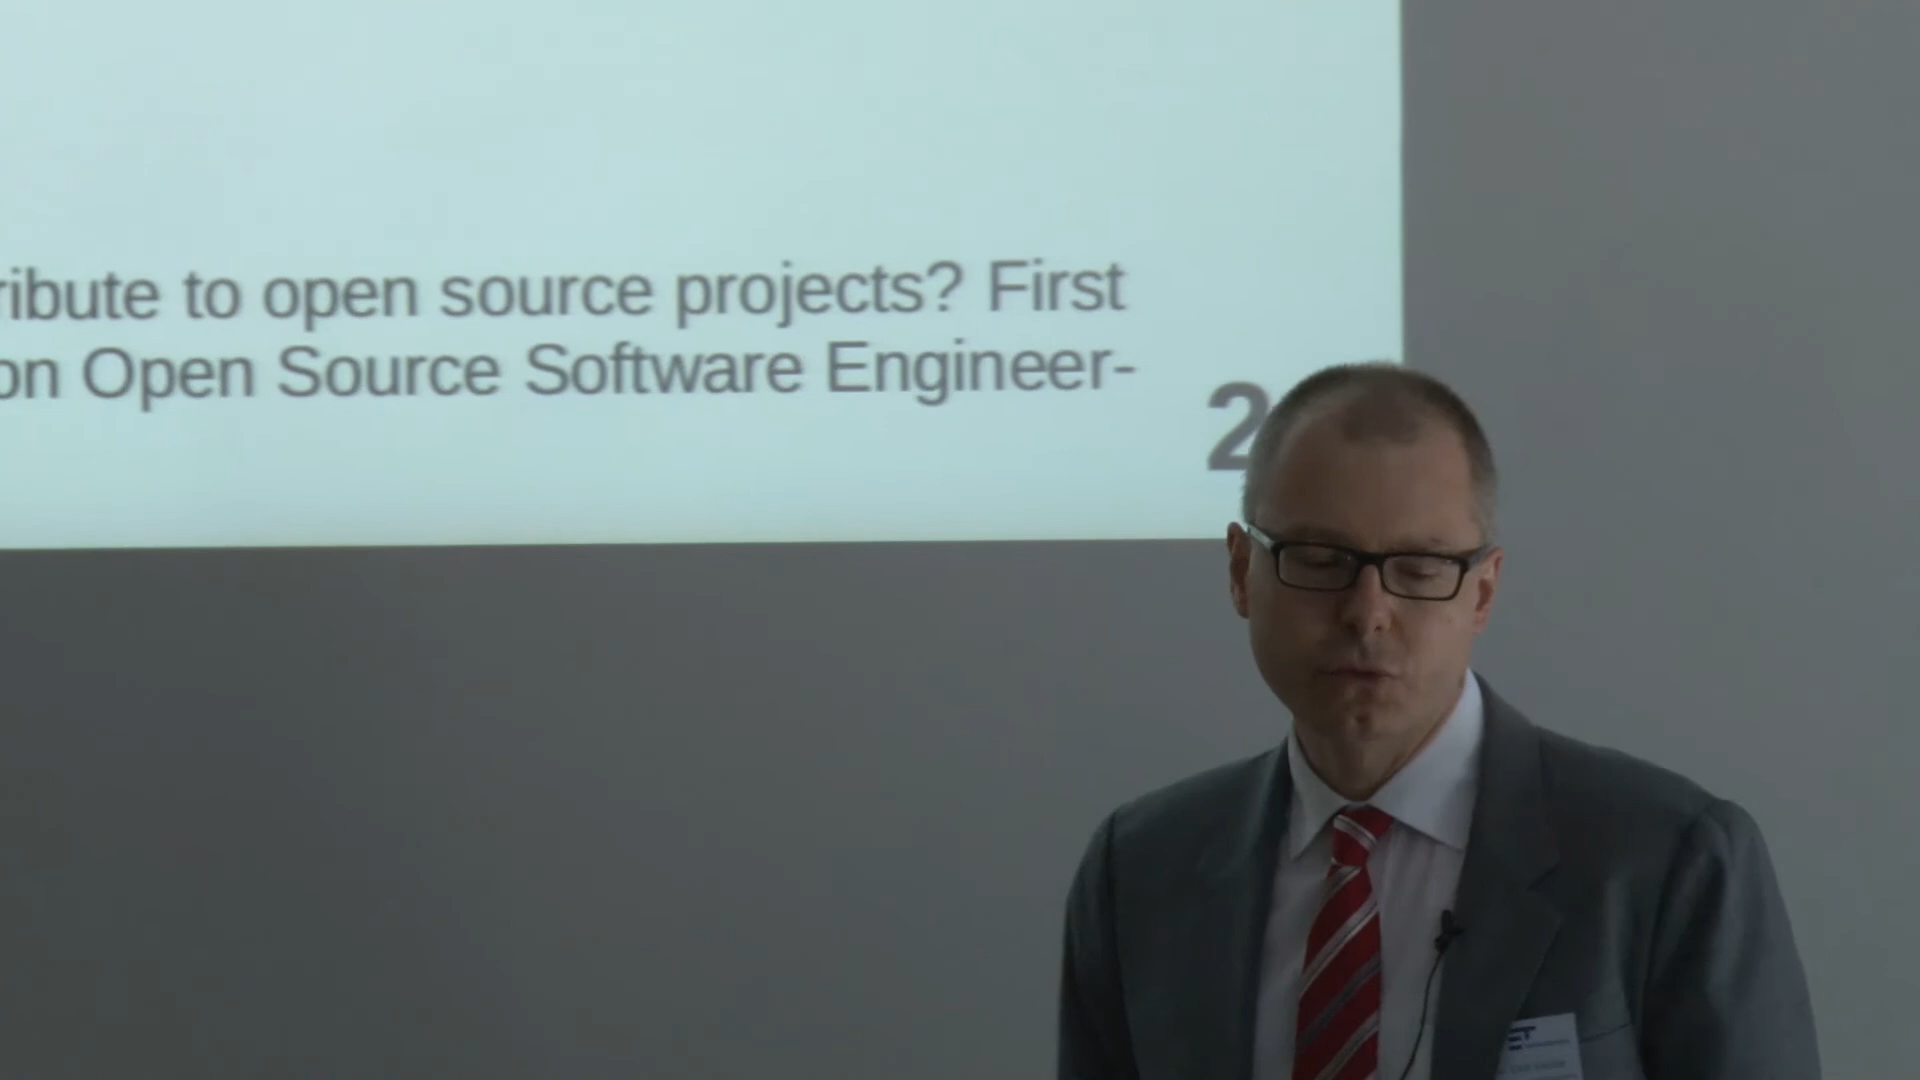 ribute to open source projects? First
on Open Source Software Engineer-
2